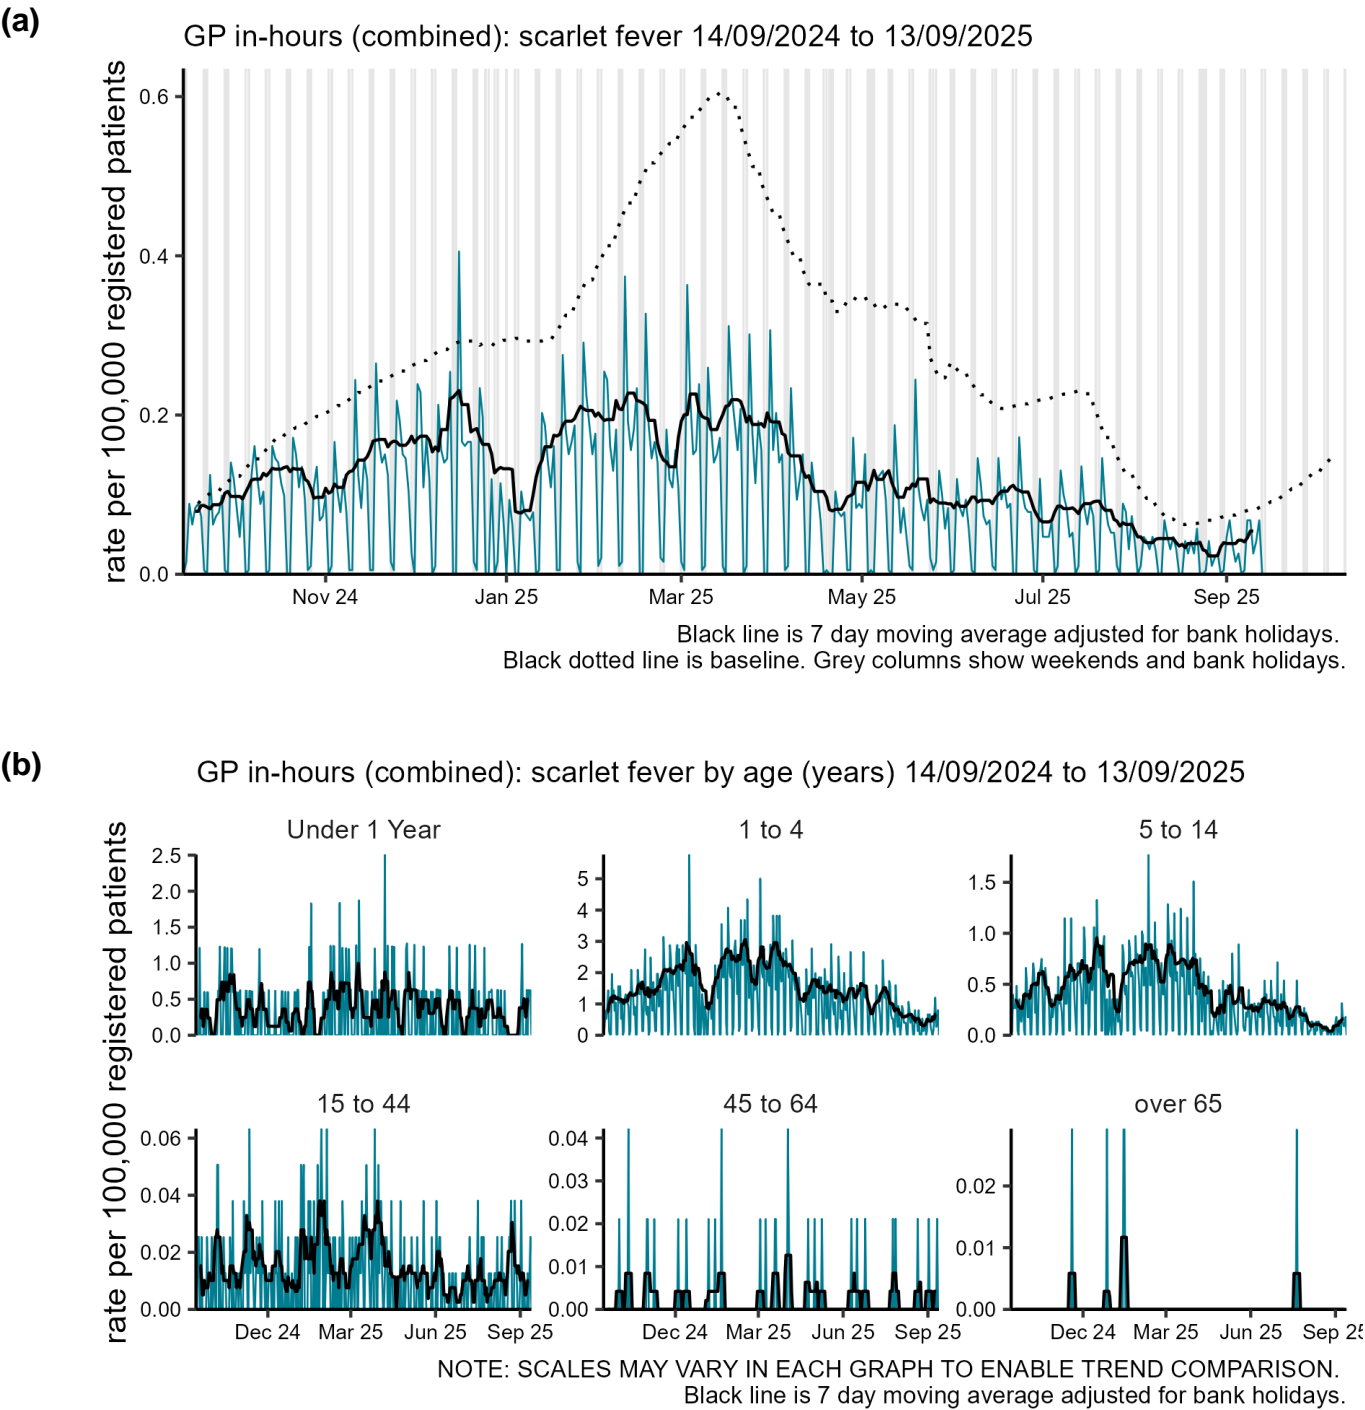 (a)
GP in-hours (combined): scarlet fever 14/09/2024 to 13/09/2025
rate per 100,000 registered patients
0.6
0.4
0.2
0.0
Nov 24 Jan 25 Mar 25 May 25 Jul 25 Sep 25
Black line is 7 day moving average adjusted for bank holidays.
Black dotted line is baseline. Grey columns show weekends and bank holidays.
(b)
GP in-hours (combined): scarlet fever by age (years) 14/09/2024 to 13/09/2025
rate per 100,000 registered patients
Under 1 Year
2.5
2.0
1.5
1.0
0.5
0.0
1 to 4
5
4
3
2
1
0
5 to 14
1.5
1.0
0.5
0.0
15 to 44
0.06
0.04
0.02
0.00
Dec 24 Mar 25 Jun 25 Sep 25
45 to 64
0.04
0.03
0.02
0.01
0.00
Dec 24 Mar 25 Jun 25 Sep 25
over 65
0.02
0.01
0.00
Dec 24 Mar 25 Jun 25 Sep 25
NOTE: SCALES MAY VARY IN EACH GRAPH TO ENABLE TREND COMPARISON.
Black line is 7 day moving average adjusted for bank holidays.